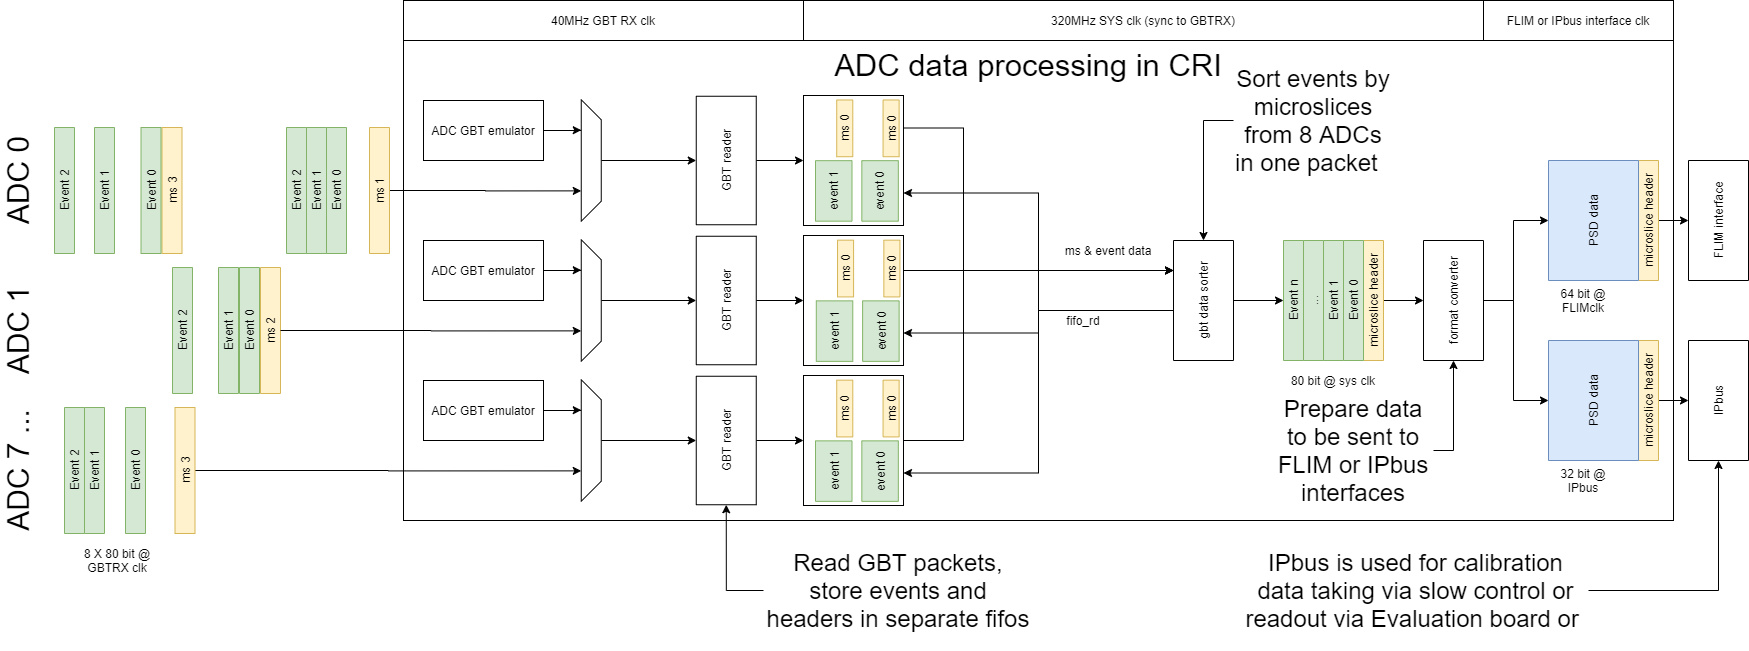 40MHz GBT RX clk
320MHz SYS clk (sync to GBTRX)
FLIM or IPbus interface clk
ADC data processing in CRI
Sort events by
microslices
from 8 ADCs
in one packet
ADC 0
Event 2
Event 1
Event 0
ms 3
Event 2
Event 1
Event 0
ms 1
ADC GBT emulator
GBT reader
ms 0
ms 0
event 1
event 0
ADC 1
Event 2
Event 1
Event 0
ms 2
ADC GBT emulator
GBT reader
ms 0
ms 0
event 1
event 0
ms & event data
fifo_rd
gbt data sorter
Event n
...
Event 1
Event 0
microslice header
80 bit @ sys clk
format converter
PSD data
microslice header
64 bit @
FLIMclk
FLIM interface
PSD data
microslice header
32 bit @
IPbus
IPbus
Prepare data
to be sent to
FLIM or IPbus
interfaces
ADC 7 ...
Event 2
Event 1
Event 0
ms 3
8 X 80 bit @
GBTRX clk
ADC GBT emulator
GBT reader
ms 0
ms 0
event 1
event 0
Read GBT packets,
store events and
headers in separate fifos
IPbus is used for calibration
data taking via slow control or
readout via Evaluation board or